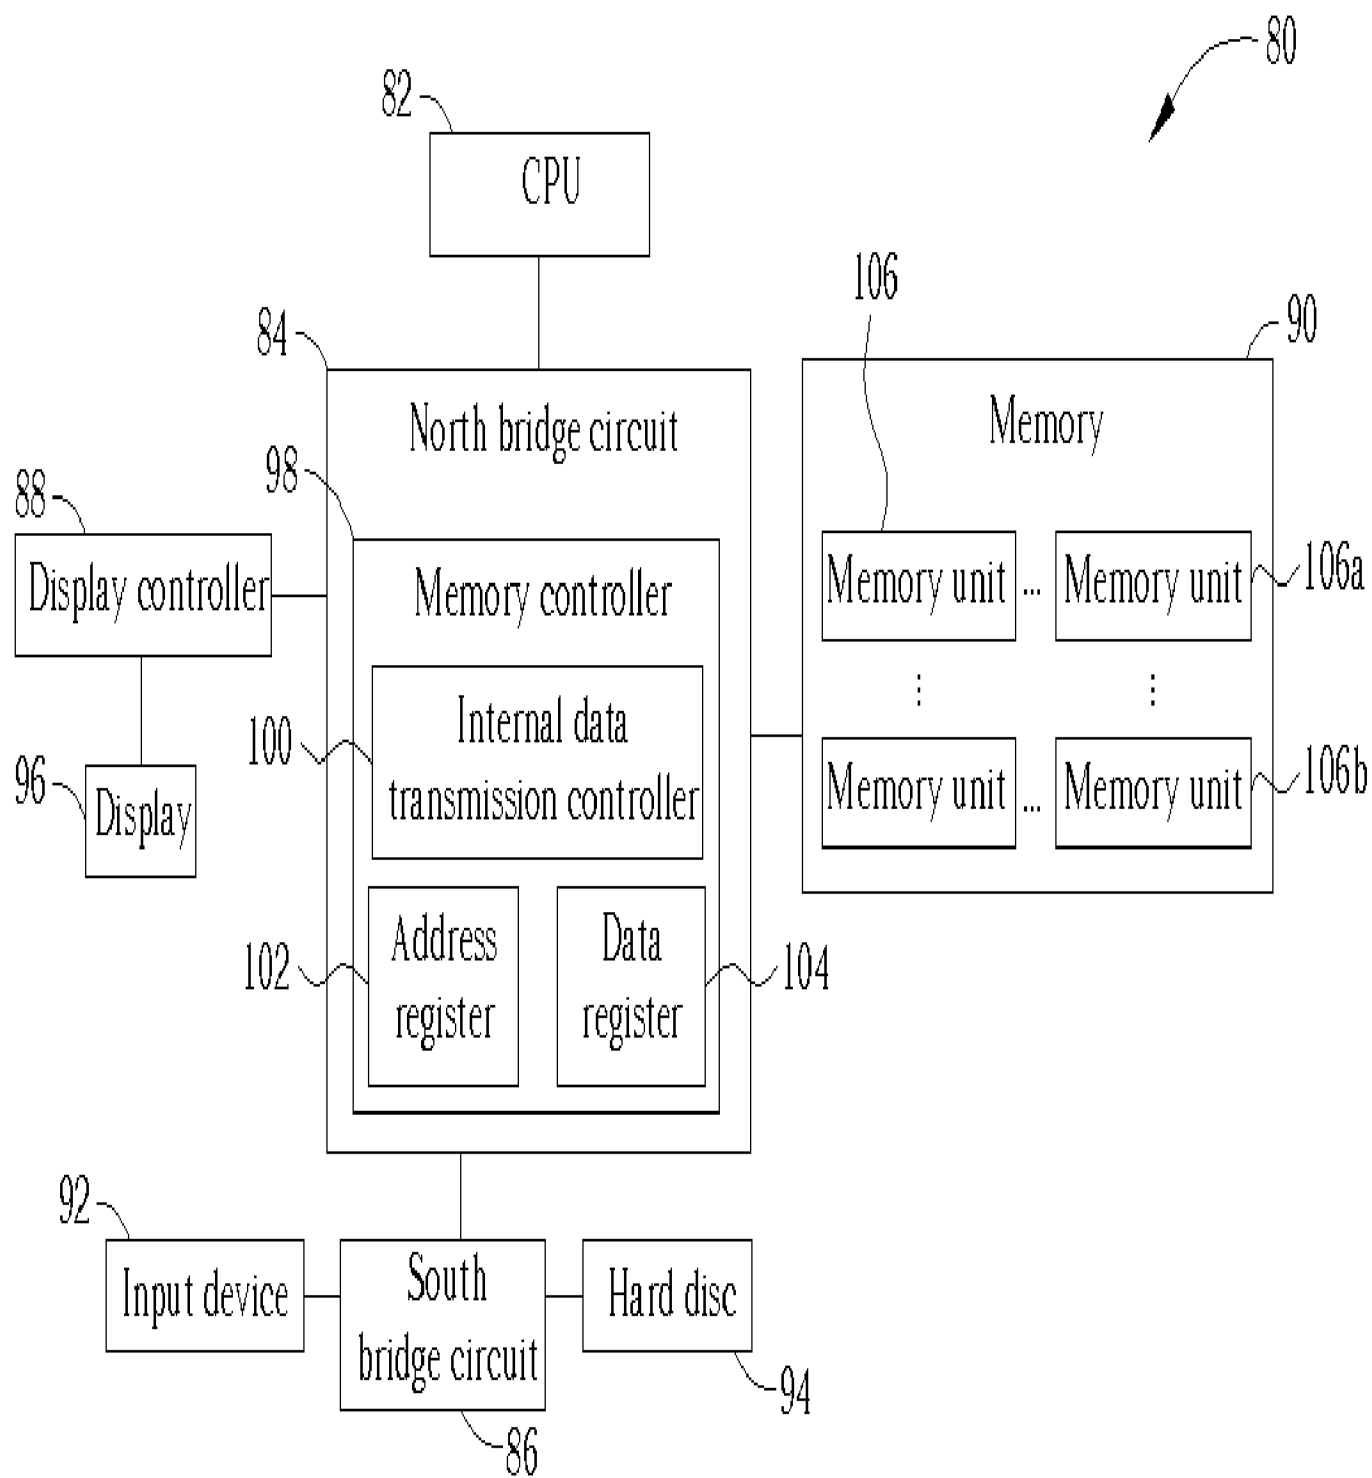 80
82
CPU
106
90
84
North bridge circuit
Memory
98
88
Display controller
Memory controller
Memory unit ... Memory unit
106a
100
Internal data
transmission controller
⋮ ⋮
96
Display
Memory unit ... Memory unit
106b
102
Address
register
Data
register
104
92
Input device
South
bridge circuit
Hard disc
94
86